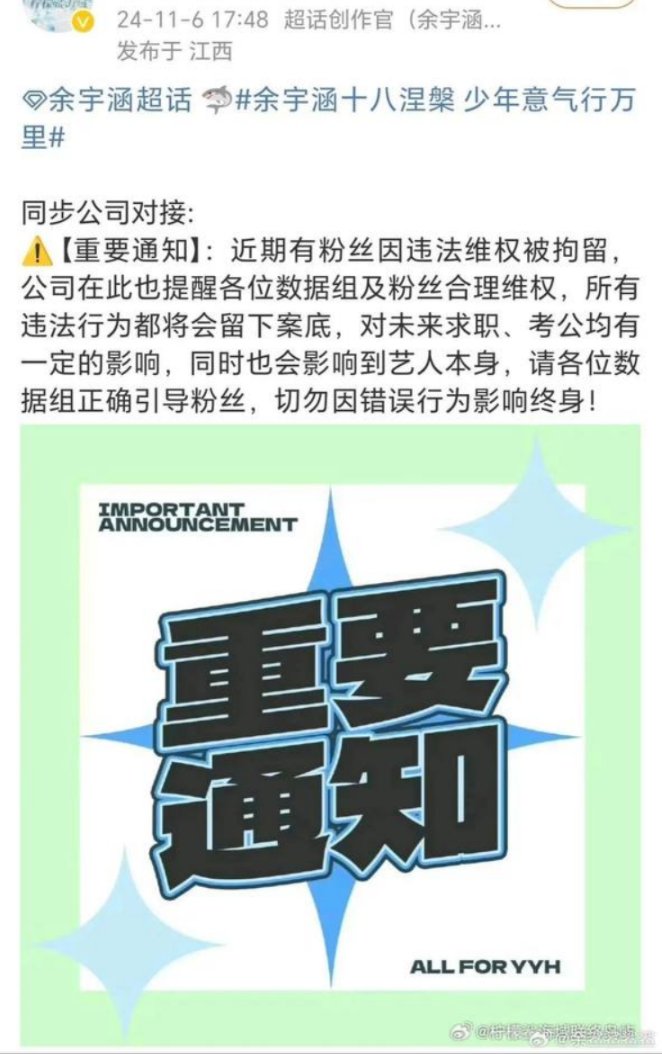 24-11-6 17:48 超话创作官（余宇涵...
发布于 江西
余宇涵超话 #余宇涵十八涅槃 少年意气行万
里#
同步公司对接:
⚠️【重要通知】：近期有粉丝因违法维权被拘留，
公司在此也提醒各位数据组及粉丝合理维权，所有
违法行为都将会留下案底，对未来求职、考公均有
一定的影响，同时也会影响到艺人本身，请各位数
据组正确引导粉丝，切勿因错误行为影响终身！
IMPORTANT
ANNOUNCEMENT
重要
通知
ALL FOR YYH